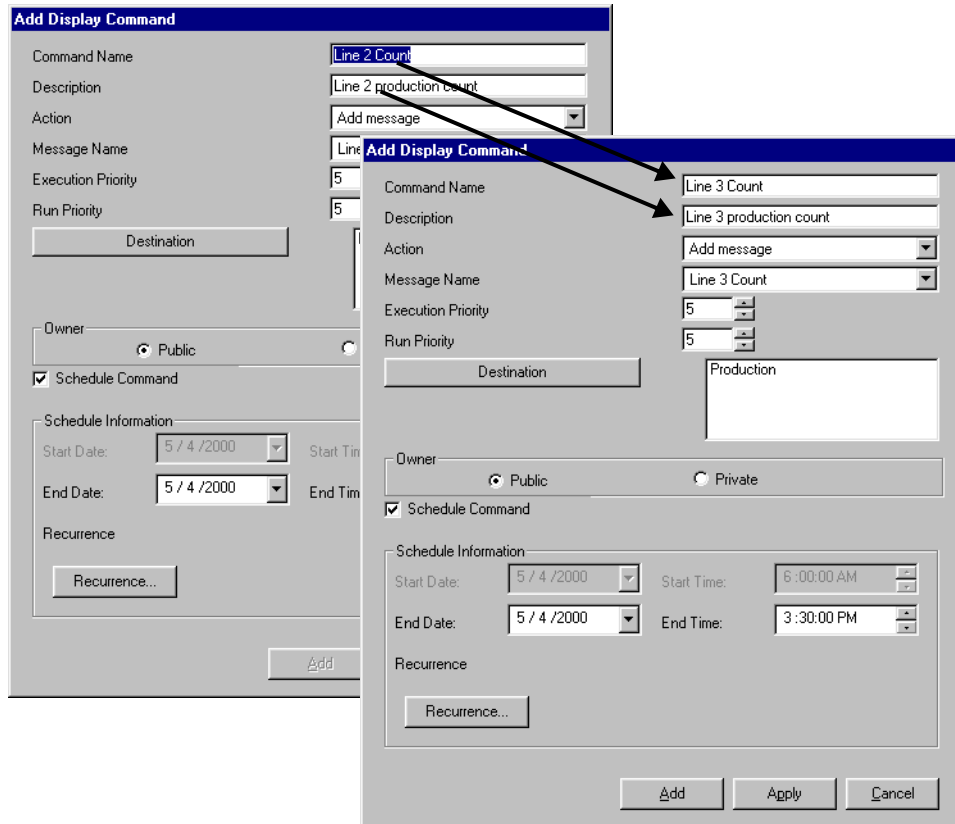 Add Display Command
Command Name Line 2 Count
Description Line 2 production count
Action Add message
Message Name Line
Execution Priority 5
Run Priority 5
Destination
Owner
Public
Schedule Command
Schedule Information
Start Date: 5 / 4 /2000 Start Tim
End Date: 5 / 4 /2000 End Tim
Recurrence
Recurrence...
Add
Add Display Command
Command Name Line 3 Count
Description Line 3 production count
Action Add message
Message Name Line 3 Count
Execution Priority 5
Run Priority 5
Destination Production
Owner
Public Private
Schedule Command
Schedule Information
Start Date: 5 / 4 /2000 Start Time: 6 :00:00 AM
End Date: 5 / 4 /2000 End Time: 3 :30:00 PM
Recurrence
Recurrence...
Add Apply Cancel